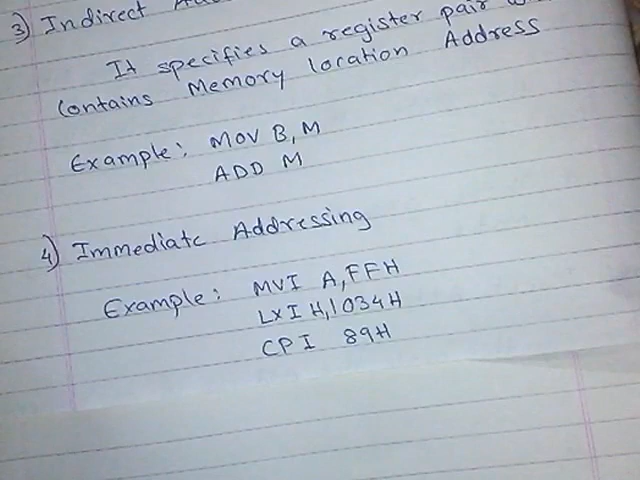 3) Indirect
It specifies a register pair
Contains Memory location Address
Example: MOV B, M
ADD M
4) Immediate Addressing
Example: MVI A, FFH
LXI H, 1034H
CPI 89H